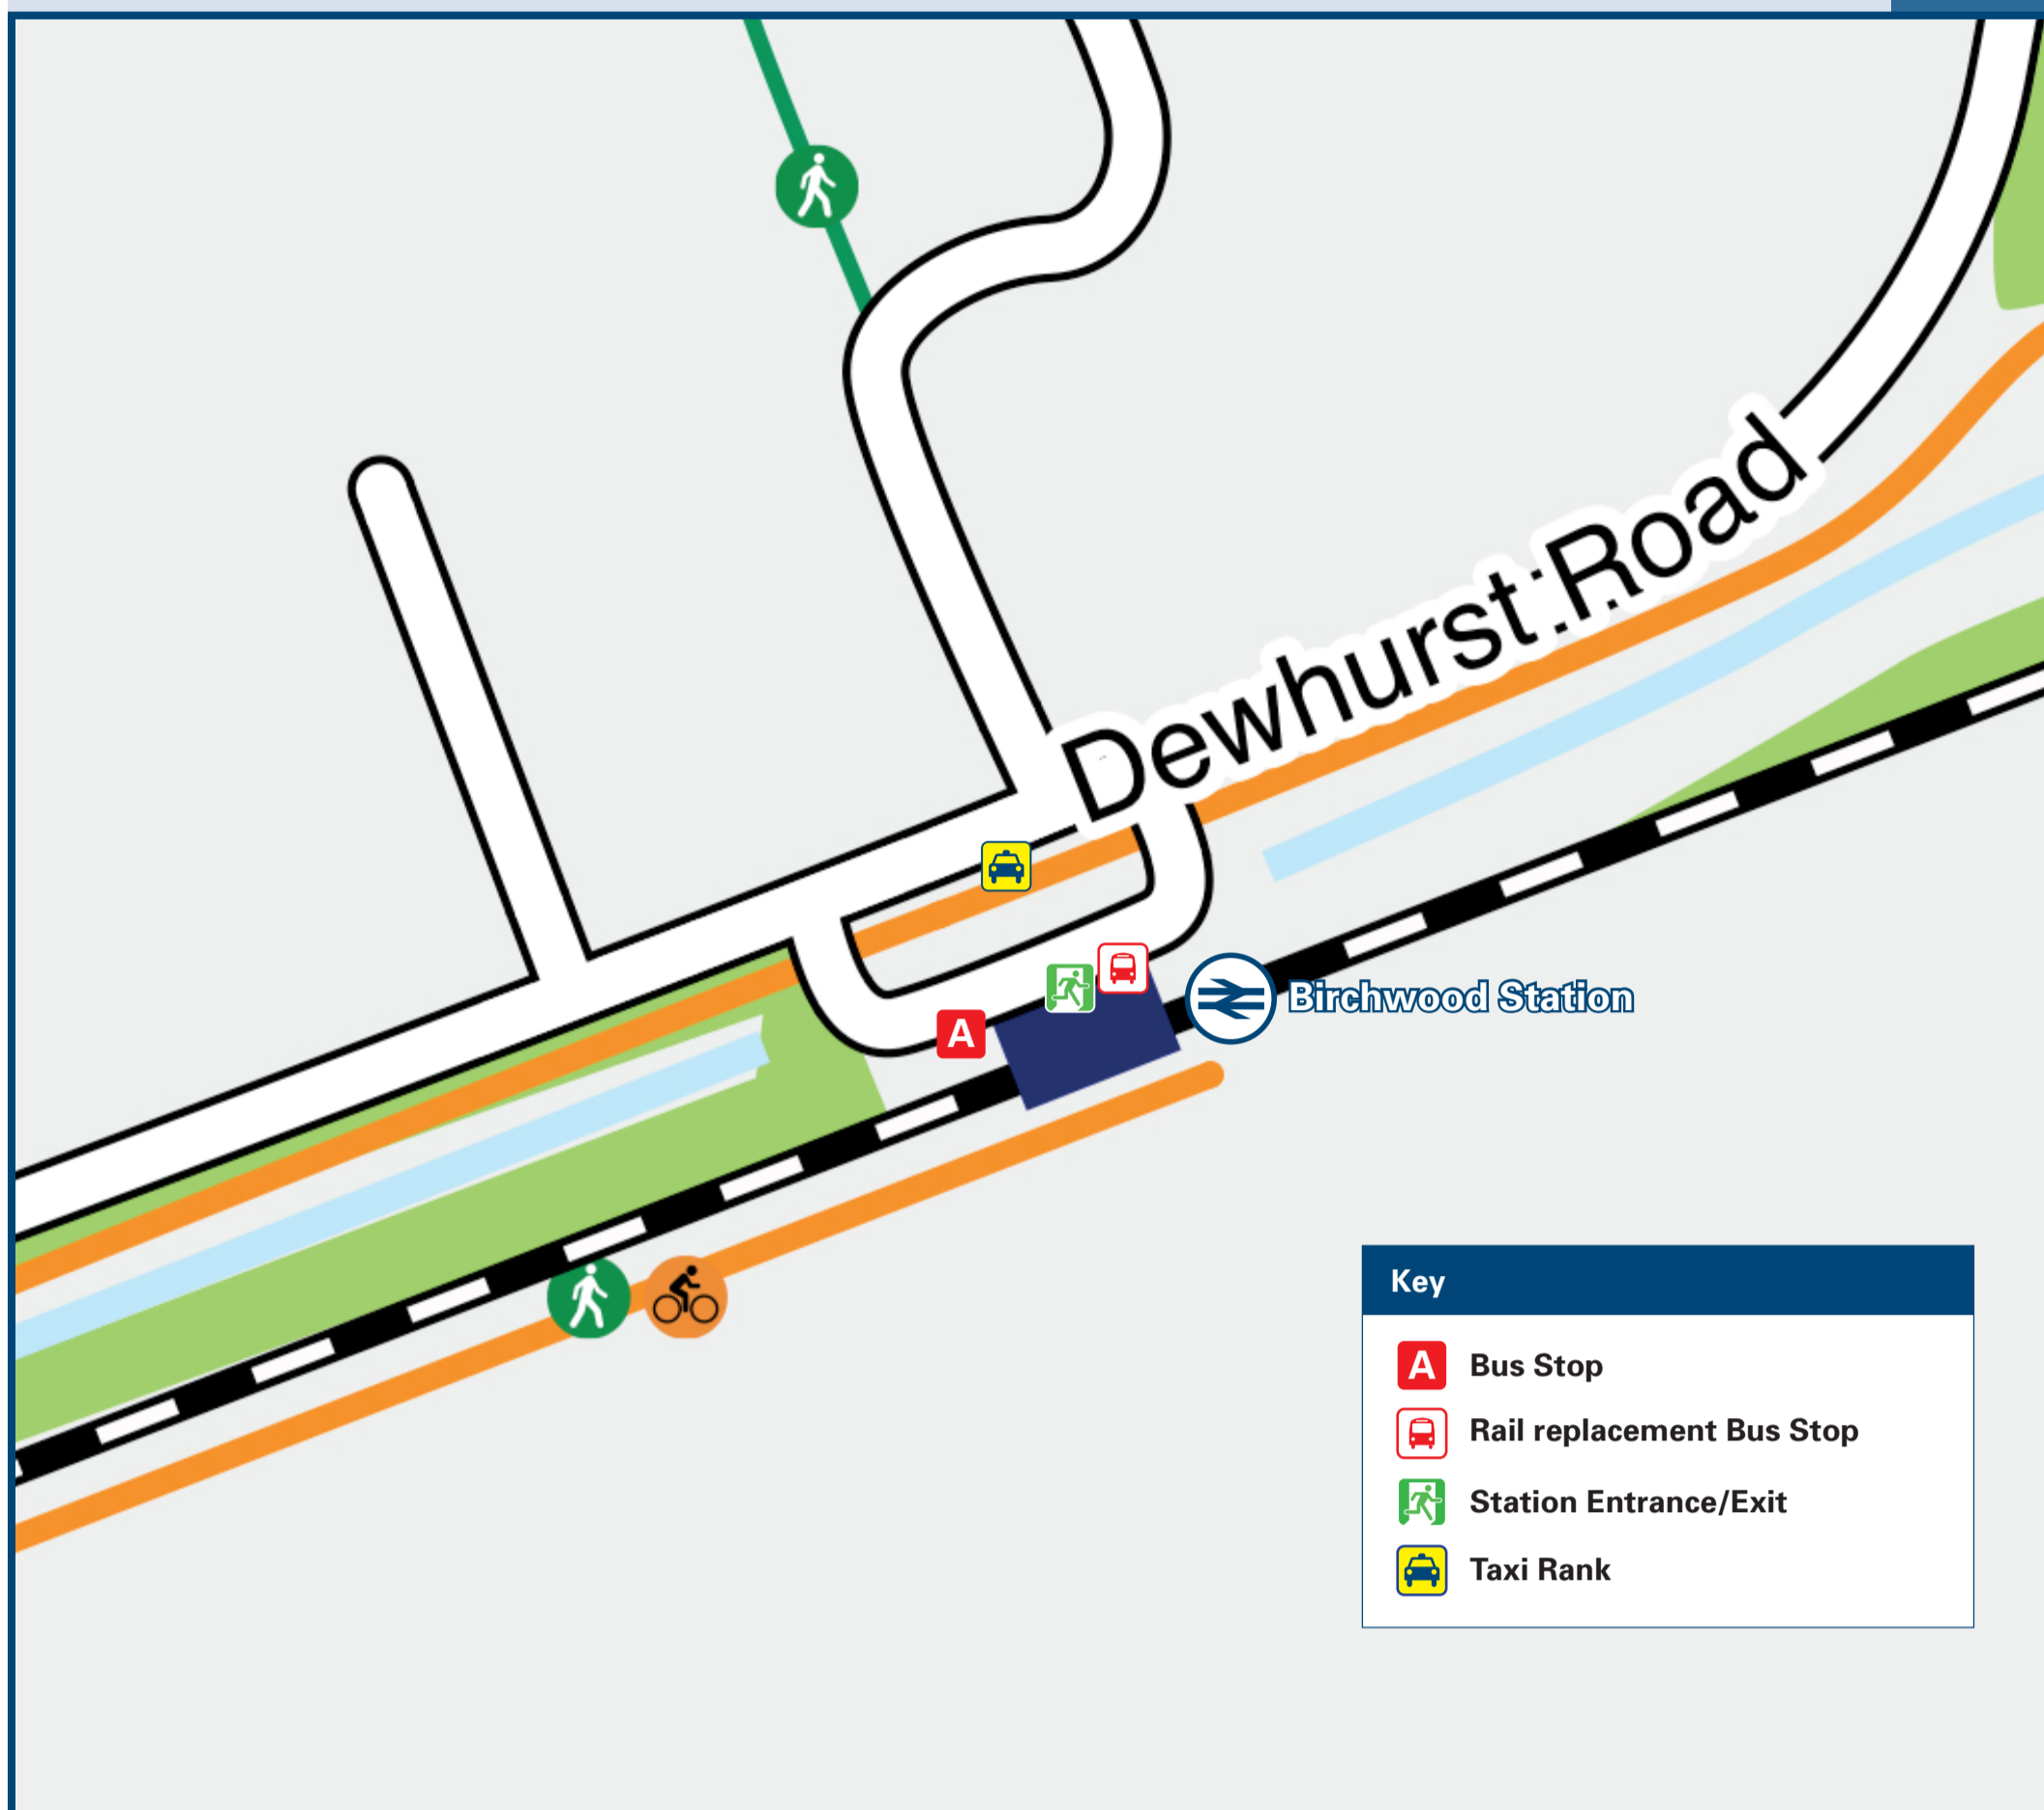 Dewhurst Road
A
Birchwood Station
Key
A Bus Stop
Rail replacement Bus Stop
Station Entrance/Exit
Taxi Rank